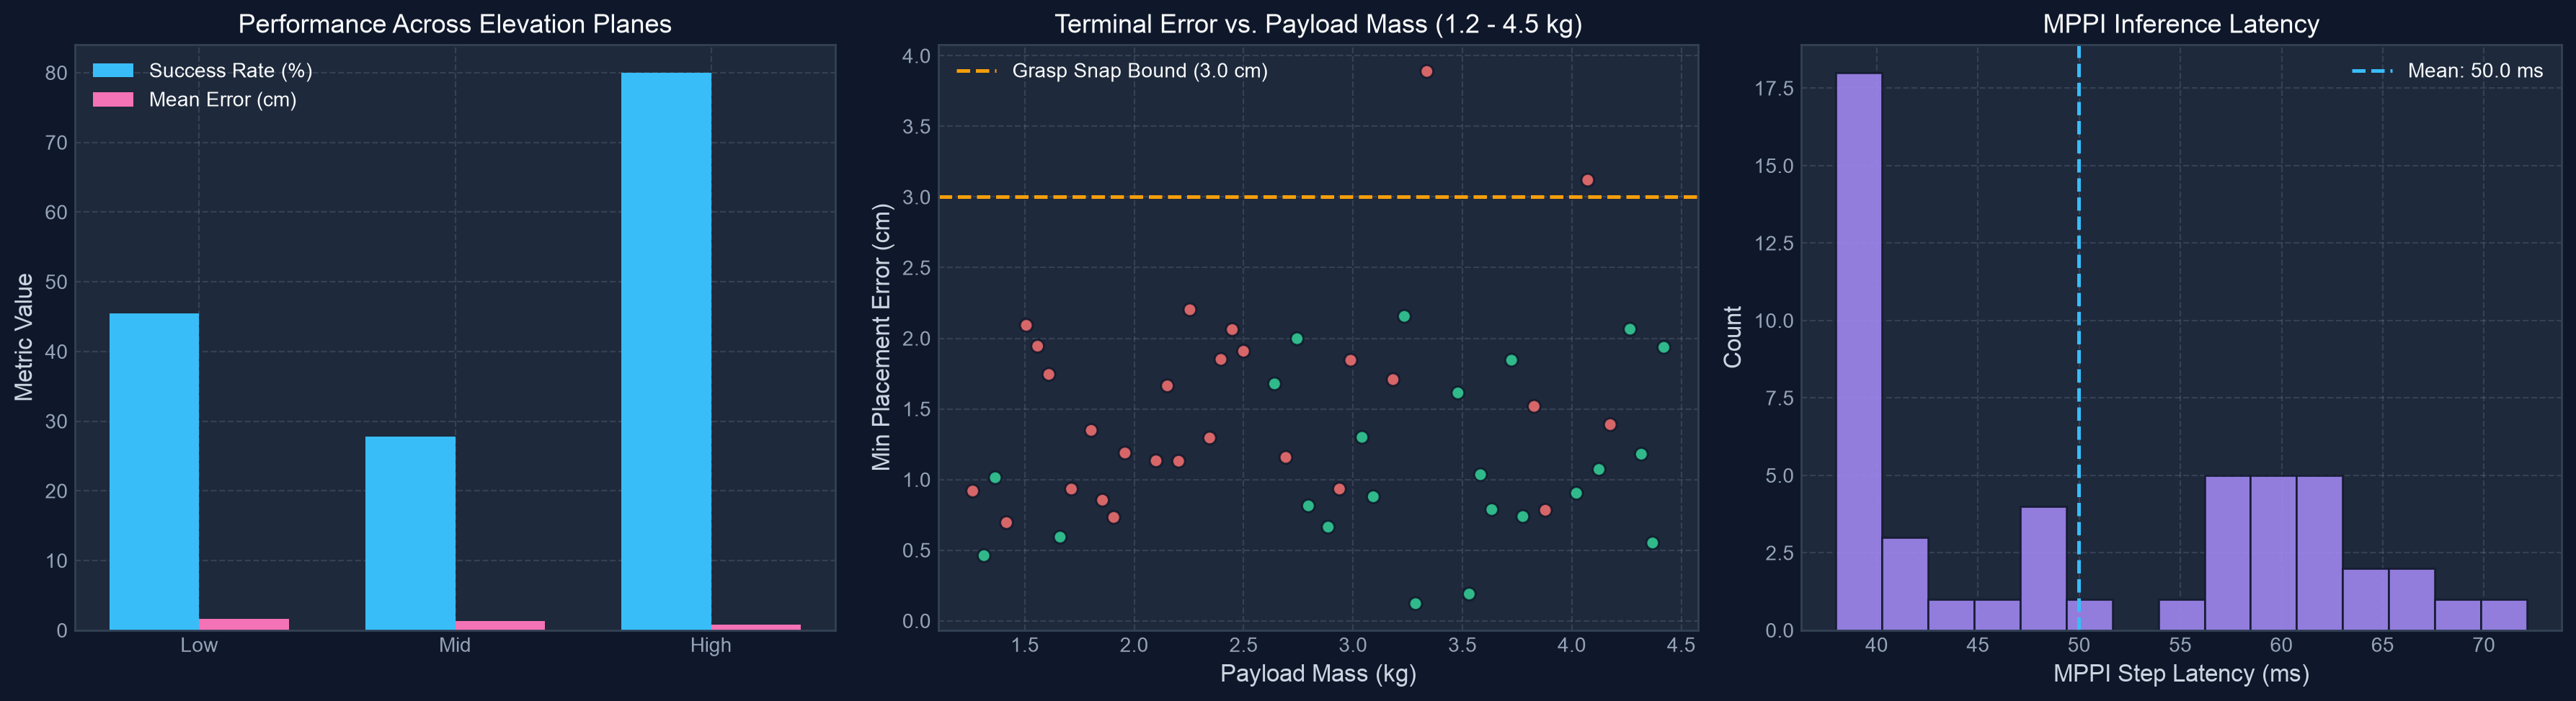 Performance Across Elevation Planes
Success Rate (%)
Mean Error (cm)
Metric Value
80
70
60
50
40
30
20
10
0
Low Mid High
Terminal Error vs. Payload Mass (1.2 - 4.5 kg)
Grasp Snap Bound (3.0 cm)
Min Placement Error (cm)
4.0
3.5
3.0
2.5
2.0
1.5
1.0
0.5
0.0
1.5 2.0 2.5 3.0 3.5 4.0 4.5
Payload Mass (kg)
MPPI Inference Latency
Mean: 50.0 ms
Count
17.5
15.0
12.5
10.0
7.5
5.0
2.5
0.0
40 45 50 55 60 65 70
MPPI Step Latency (ms)